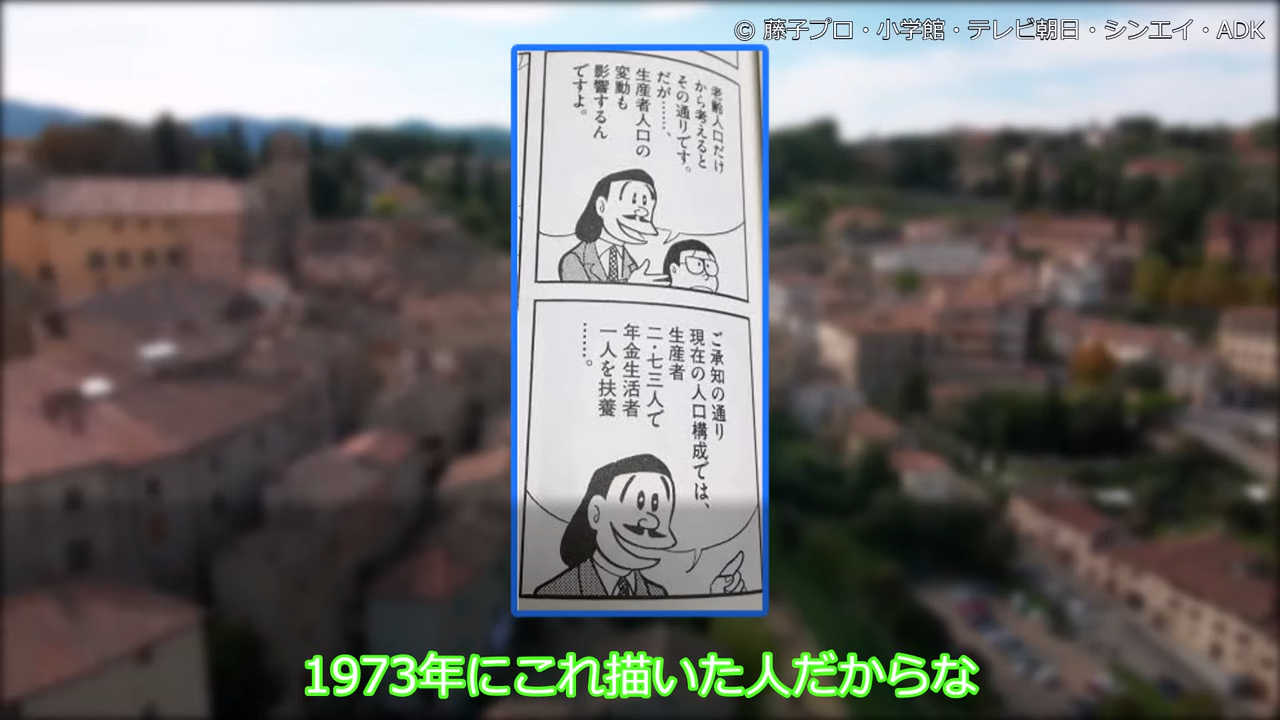 © 藤子プロ・小学館・テレビ朝日・シンエイ・ADK
老齢人口だけ
から考えると
その通りです。
だが……、
生産者人口の
変動も
影響するん
ですよ。
ご承知の通り
現在の人口構成では、
生産者
二・七三人で
年金生活者
一人を扶養
……。
1973年にこれ描いた人だからな